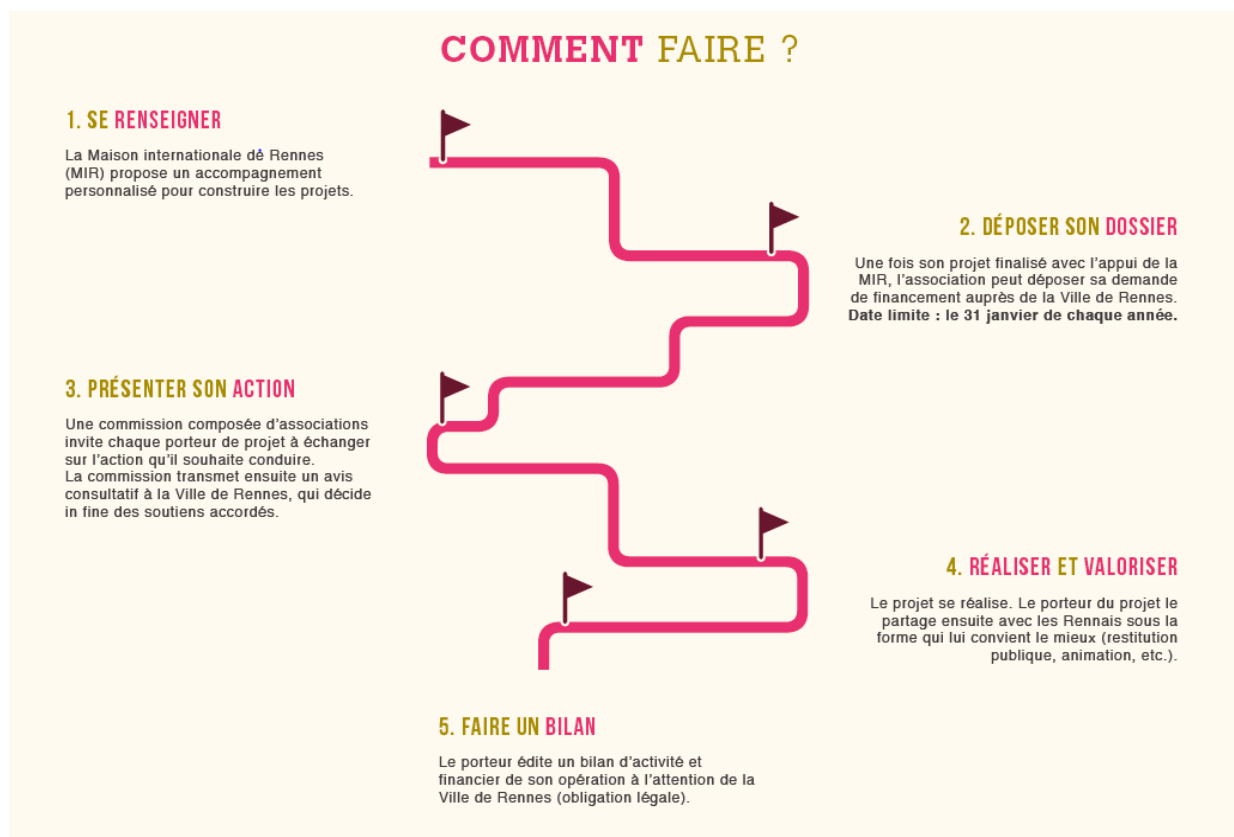 COMMENT FAIRE ?
1. SE RENSEIGNER
La Maison internationale de Rennes
(MIR) propose un accompagnement
personnalisé pour construire les projets.
2. DÉPOSER SON DOSSIER
Une fois son projet finalisé avec l'appui de la
MIR, l'association peut déposer sa demande
de financement auprès de la Ville de Rennes.
Date limite : le 31 janvier de chaque année.
3. PRÉSENTER SON ACTION
Une commission composée d'associations
invite chaque porteur de projet à échanger
sur l'action qu'il souhaite conduire.
La commission transmet ensuite un avis
consultatif à la Ville de Rennes, qui décide
in fine des soutiens accordés.
4. RÉALISER ET VALORISER
Le projet se réalise. Le porteur du projet le
partage ensuite avec les Rennais sous la
forme qui lui convient le mieux (restitution
publique, animation, etc.).
5. FAIRE UN BILAN
Le porteur édite un bilan d'activité et
financier de son opération à l'attention de la
Ville de Rennes (obligation légale).